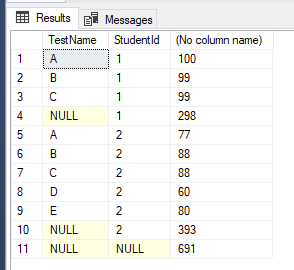 Results Messages
TestName StudentId (No column name)
1 A 1 100
2 B 1 99
3 C 1 99
4 NULL 1 298
5 A 2 77
6 B 2 88
7 C 2 88
8 D 2 60
9 E 2 80
10 NULL 2 393
11 NULL NULL 691